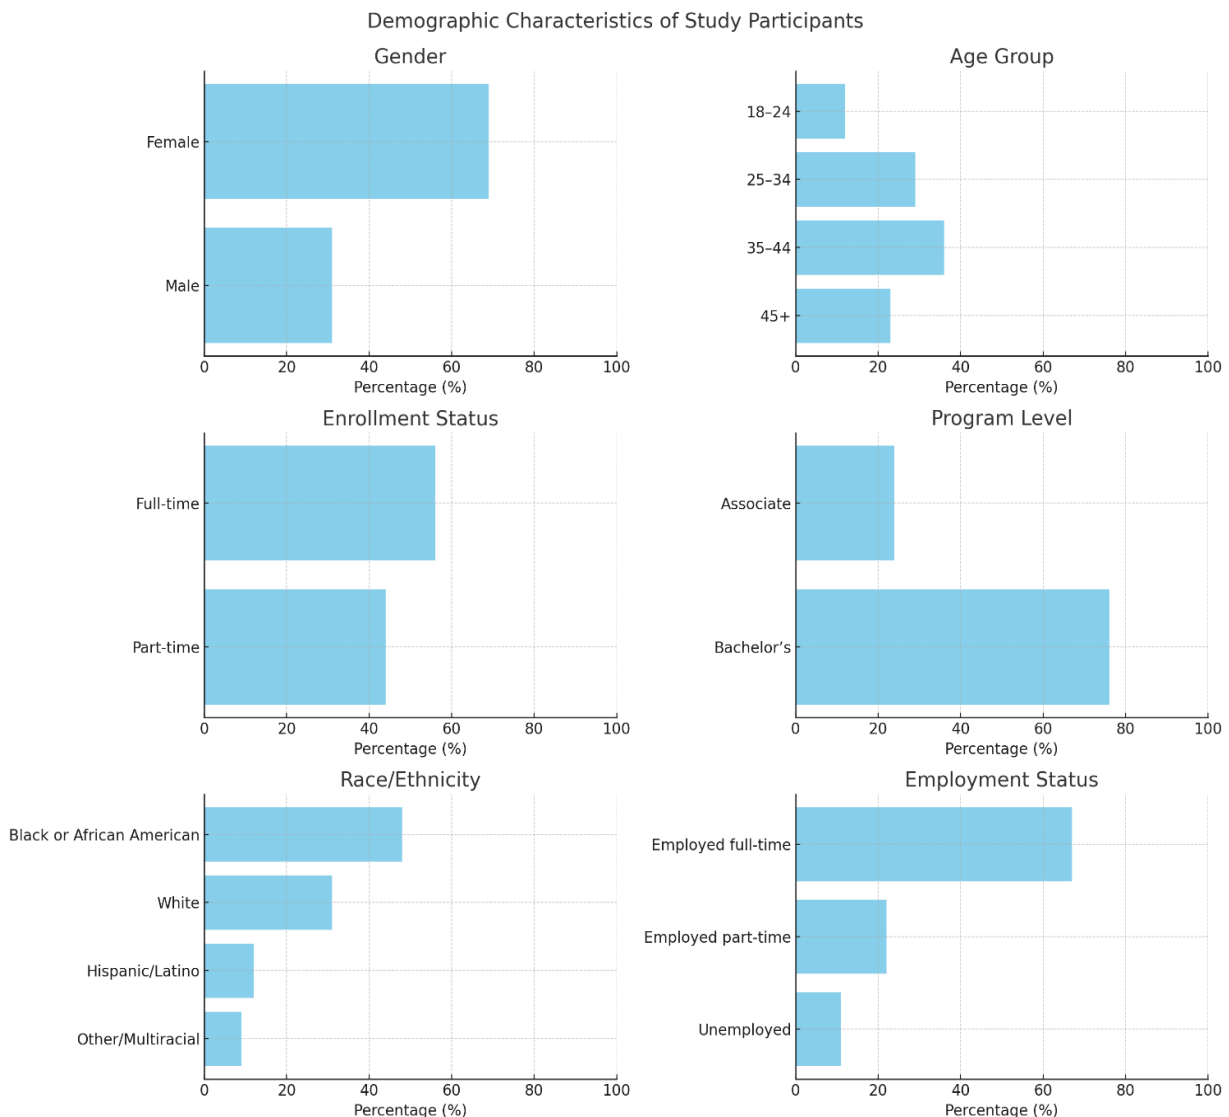 Demographic Characteristics of Study Participants
Gender
Female
Male
0 20 40 60 80 100
Percentage (%)
Age Group
18–24
25–34
35–44
45+
0 20 40 60 80 100
Percentage (%)
Enrollment Status
Full-time
Part-time
0 20 40 60 80 100
Percentage (%)
Program Level
Associate
Bachelor’s
0 20 40 60 80 100
Percentage (%)
Race/Ethnicity
Black or African American
White
Hispanic/Latino
Other/Multiracial
0 20 40 60 80 100
Percentage (%)
Employment Status
Employed full-time
Employed part-time
Unemployed
0 20 40 60 80 100
Percentage (%)